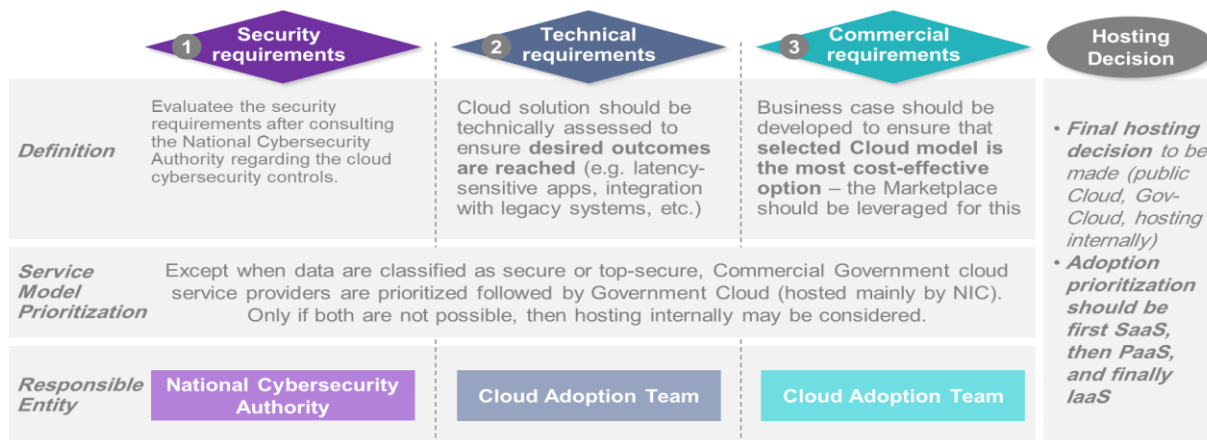 1
Security
requirements
2
Technical
requirements
3
Commercial
requirements
Hosting
Decision
Definition
Evaluatee the security
requirements after consulting
the National Cybersecurity
Authority regarding the cloud
cybersecurity controls.
Cloud solution should be
technically assessed to
ensure desired outcomes
are reached (e.g. latency-
sensitive apps, integration
with legacy systems, etc.)
Business case should be
developed to ensure that
selected Cloud model is
the most cost-effective
option – the Marketplace
should be leveraged for this
• Final hosting
decision to be
made (public
Cloud, Gov-
Cloud, hosting
internally)
• Adoption
prioritization
should be
first SaaS,
then PaaS,
and finally
IaaS
Service
Model
Prioritization
Except when data are classified as secure or top-secure, Commercial Government cloud
service providers are prioritized followed by Government Cloud (hosted mainly by NIC).
Only if both are not possible, then hosting internally may be considered.
Responsible
Entity
National Cybersecurity
Authority
Cloud Adoption Team
Cloud Adoption Team